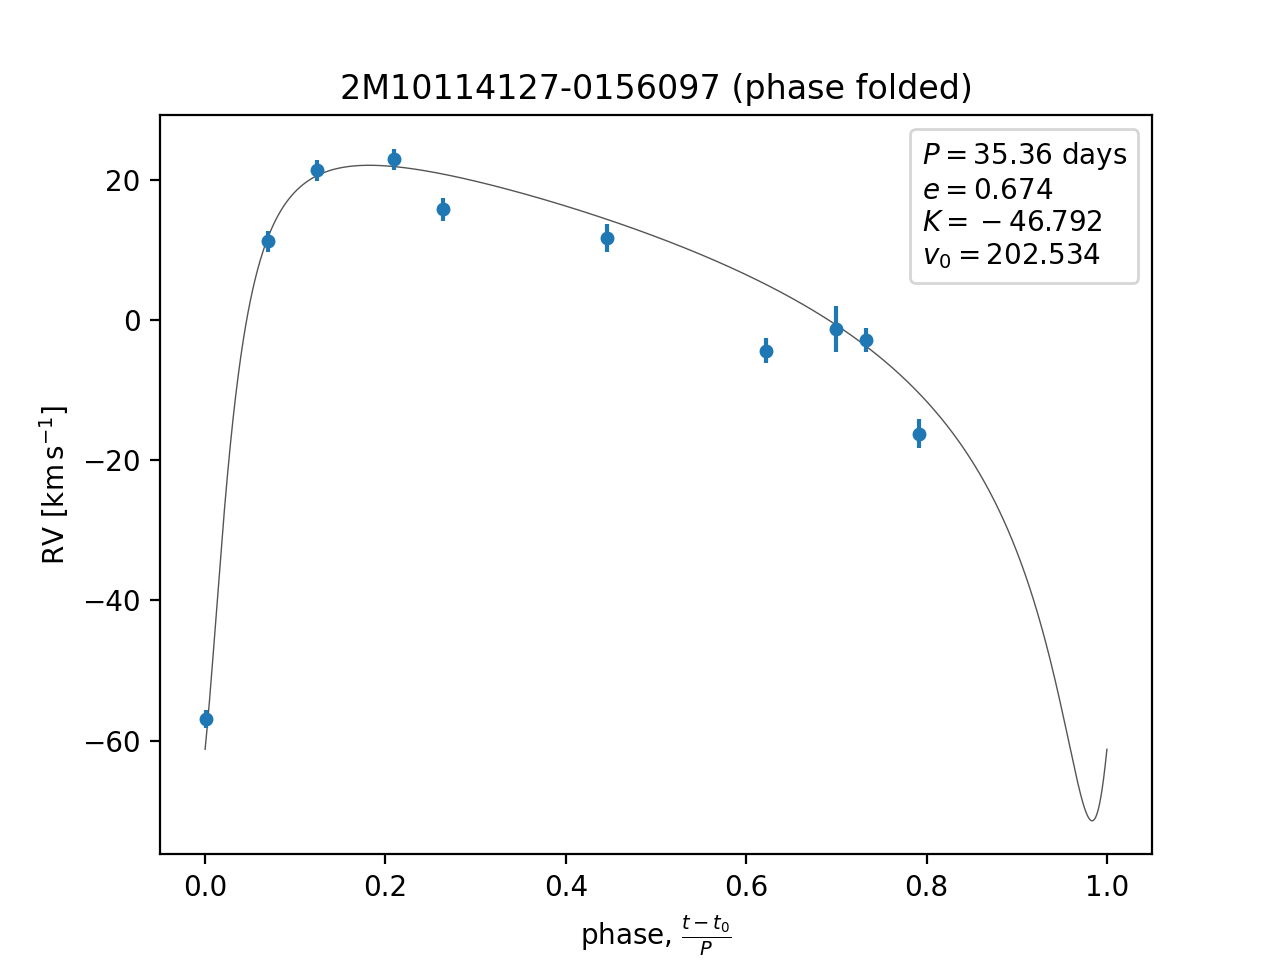 2M10114127-0156097 (phase folded)
P = 35.36 days
e = 0.674
K = −46.792
v₀ = 202.534
20
0
−20
−40
−60
RV [km s⁻¹]
0.0 0.2 0.4 0.6 0.8 1.0
phase, (t − t₀)/P